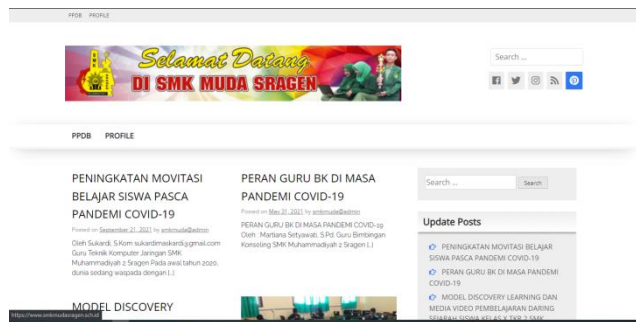 PPDB PROFILE
Selamat Datang
DI SMK MUDA SRAGEN
Search ...
PPDB PROFILE
PENINGKATAN MOVITASI
BELAJAR SISWA PASCA
PANDEMI COVID-19
Posted on September 21, 2021 by smkmuda@admin
Oleh Sukardi, S.Kom sukardimaskardi@gmail.com
Guru Teknik Komputer Jaringan SMK
Muhammadiyah 2 Sragen Pada awal tahun 2020,
dunia sedang waspada dengan [...]
MODEL DISCOVERY
PERAN GURU BK DI MASA
PANDEMI COVID-19
Posted on May 31, 2021 by smkmuda@admin
PERAN GURU BK DI MASA PANDEMI COVID-19
Oleh : Martiana Setyawati, S.Pd. Guru Bimbingan
Konseling SMK Muhammadiyah 2 Sragen [...]
Search ... Search
Update Posts
PENINGKATAN MOVITASI BELAJAR
SISWA PASCA PANDEMI COVID-19
PERAN GURU BK DI MASA PANDEMI
COVID-19
MODEL DISCOVERY LEARNING DAN
MEDIA VIDEO PEMBELAJARAN DARING
SEJARAH SISWA KELAS X TKR 2 SMK
https://www.smkmudasragen.sch.id